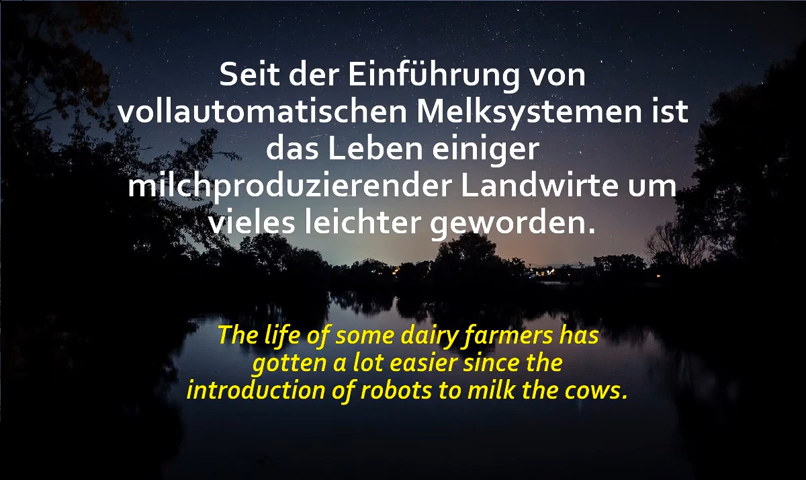 Seit der Einführung von
vollautomatischen Melksystemen ist
das Leben einiger
milchproduzierender Landwirte um
vieles leichter geworden.
The life of some dairy farmers has
gotten a lot easier since the
introduction of robots to milk the cows.